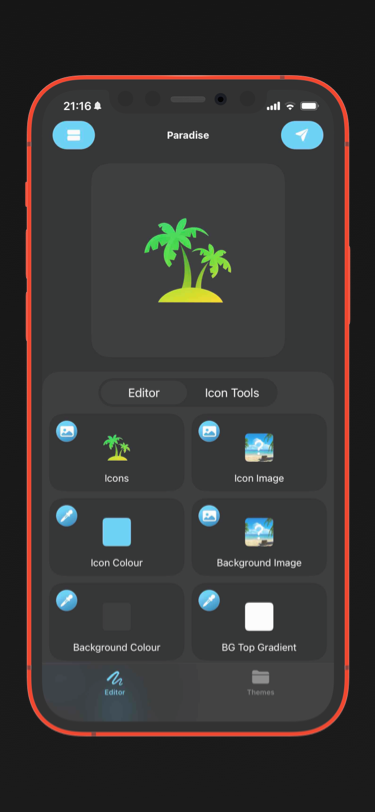 21:16
Paradise
Editor
Icon Tools
Icons
Icon Image
Icon Colour
Background Image
Background Colour
BG Top Gradient
Editor
Themes